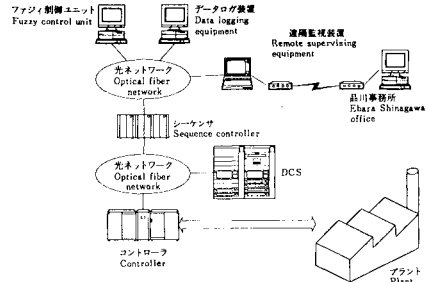 ファジィ制御ユニット
Fuzzy control unit
データロガ装置
Data logging
equipment
遠隔監視装置
Remote supervising
equipment
光ネットワーク
Optical fiber
network
品川事務所
Ebara Shinagawa
office
シーケンサ
Sequence controller
光ネットワーク
Optical fiber
network
DCS
コントローラ
Controller
プラント
Plant